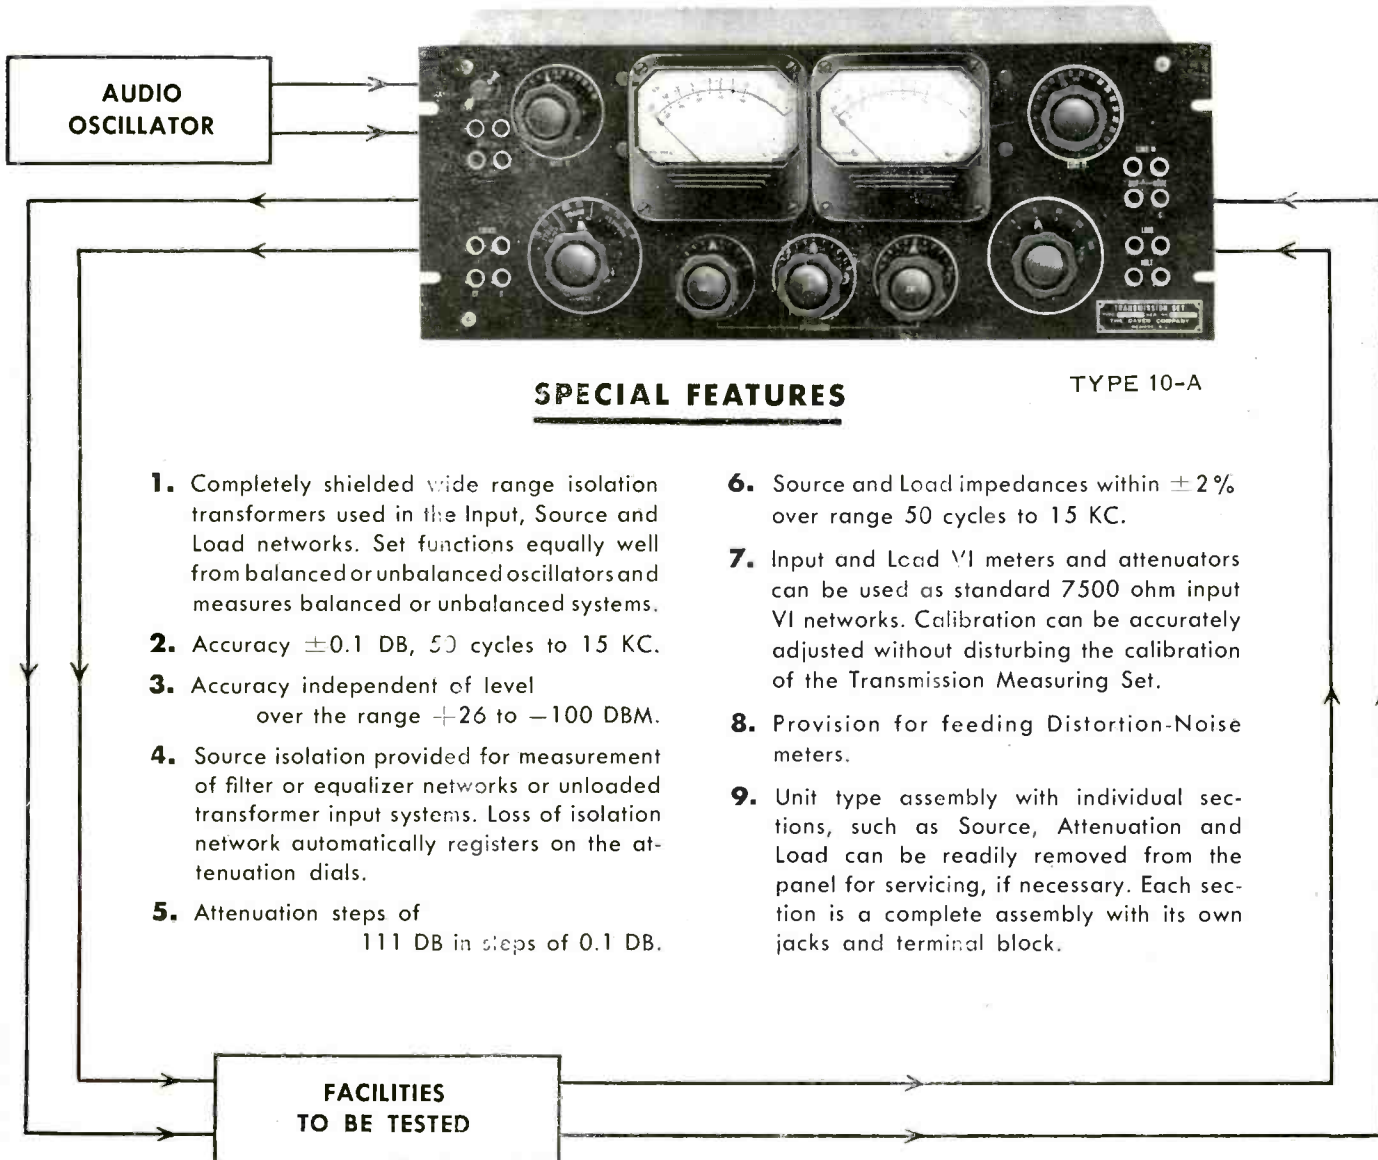 AUDIO
OSCILLATOR
LINE
LOAD
MULT
TRANSMISSION SET
THE DAVEN COMPANY
SPECIAL FEATURES
TYPE 10-A
1. Completely shielded wide range isolation
transformers used in the Input, Source and
Load networks. Set functions equally well
from balanced or unbalanced oscillators and
measures balanced or unbalanced systems.
2. Accuracy ±0.1 DB, 50 cycles to 15 KC.
3. Accuracy independent of level
over the range +26 to −100 DBM.
4. Source isolation provided for measurement
of filter or equalizer networks or unloaded
transformer input systems. Loss of isolation
network automatically registers on the at-
tenuation dials.
5. Attenuation steps of
111 DB in steps of 0.1 DB.
6. Source and Load impedances within ±2%
over range 50 cycles to 15 KC.
7. Input and Load VI meters and attenuators
can be used as standard 7500 ohm input
VI networks. Calibration can be accurately
adjusted without disturbing the calibration
of the Transmission Measuring Set.
8. Provision for feeding Distortion-Noise
meters.
9. Unit type assembly with individual sec-
tions, such as Source, Attenuation and
Load can be readily removed from the
panel for servicing, if necessary. Each sec-
tion is a complete assembly with its own
jacks and terminal block.
FACILITIES
TO BE TESTED